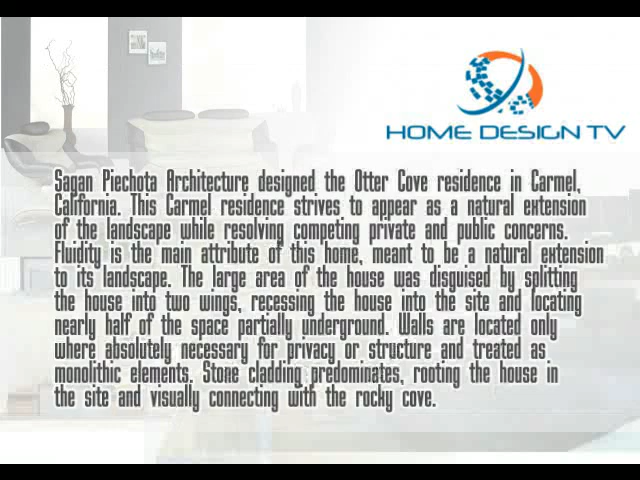 HOME DESIGN TV
Sagan Piechota Architecture designed the Otter Cove residence in Carmel,
California. This Carmel residence strives to appear as a natural extension
of the landscape while resolving competing private and public concerns.
Fluidity is the main attribute of this home, meant to be a natural extension
to its landscape. The large area of the house was disguised by splitting
the house into two wings, recessing the house into the site and locating
nearly half of the space partially underground. Walls are located only
where absolutely necessary for privacy or structure and treated as
monolithic elements. Stone cladding predominates, rooting the house in
the site and visually connecting with the rocky cove.